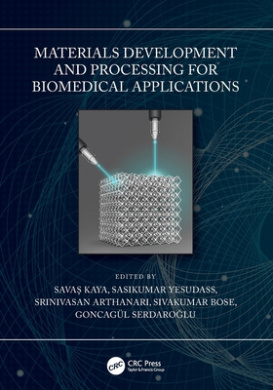 MATERIALS DEVELOPMENT
AND PROCESSING FOR
BIOMEDICAL APPLICATIONS
EDITED BY
SAVAŞ KAYA, SASIKUMAR YESUDASS,
SRINIVASAN ARTHANARI, SIVAKUMAR BOSE,
GONCAGÜL SERDAROĞLU
CRC
CRC Press
Taylor & Francis Group